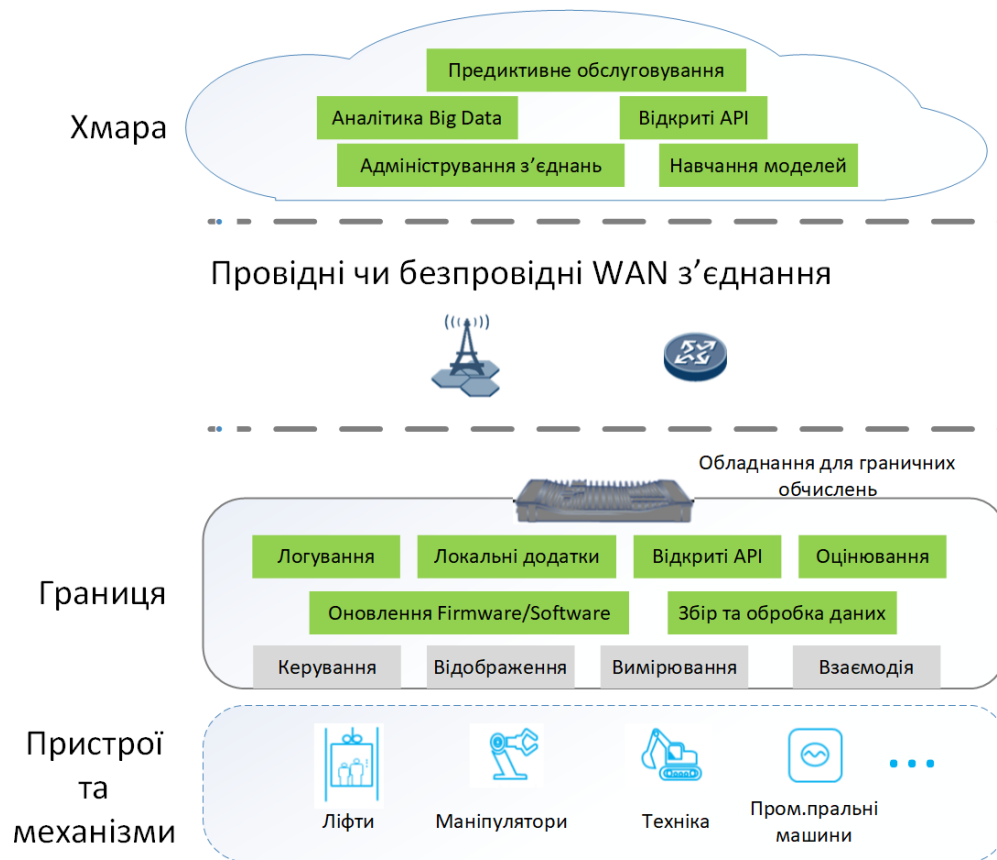 Хмара
Предиктивне обслуговування
Аналітика Big Data
Відкриті API
Адміністрування з’єднань
Навчання моделей
Провідні чи безпровідні WAN з’єднання
Обладнання для граничних
обчислень
Границя
Логування
Локальні додатки
Відкриті API
Оцінювання
Оновлення Firmware/Software
Збір та обробка даних
Керування
Відображення
Вимірювання
Взаємодія
Пристрої
та
механізми
Ліфти
Маніпулятори
Техніка
Пром.пральні
машини